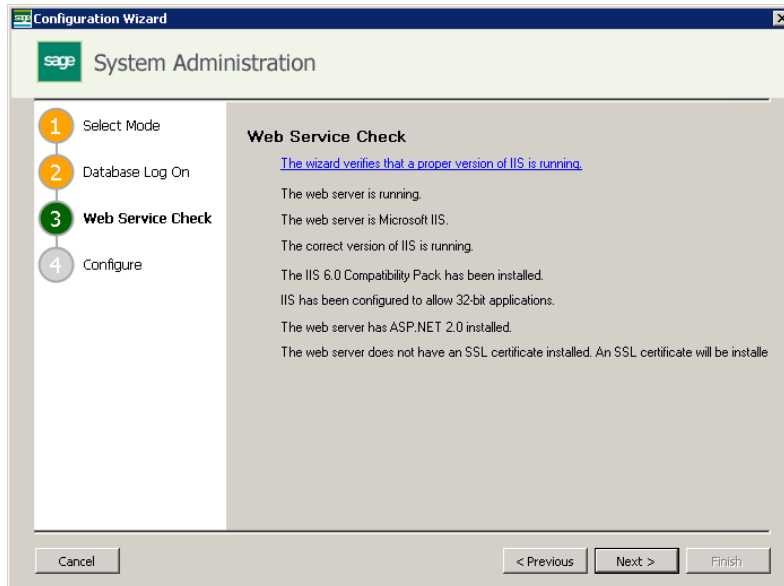 Configuration Wizard
sage System Administration
1 Select Mode
2 Database Log On
3 Web Service Check
4 Configure
Web Service Check
The wizard verifies that a proper version of IIS is running.
The web server is running.
The web server is Microsoft IIS.
The correct version of IIS is running.
The IIS 6.0 Compatibility Pack has been installed.
IIS has been configured to allow 32-bit applications.
The web server has ASP.NET 2.0 installed.
The web server does not have an SSL certificate installed. An SSL certificate will be installe
Cancel < Previous Next > Finish